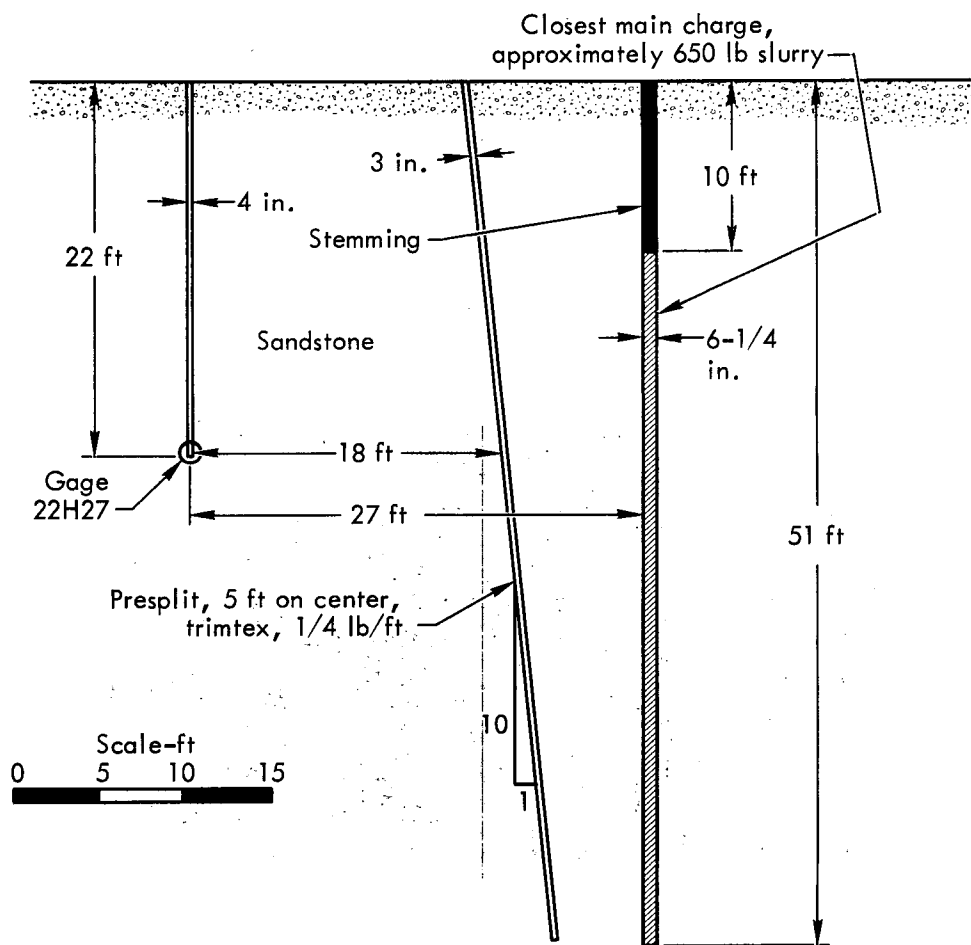 Closest main charge,
approximately 650 lb slurry
3 in.
4 in.
10 ft
Stemming
22 ft
Sandstone
6-1/4
in.
18 ft
Gage
22H27
27 ft
51 ft
Presplit, 5 ft on center,
trimtex, 1/4 lb/ft
10
1
Scale-ft
0 5 10 15